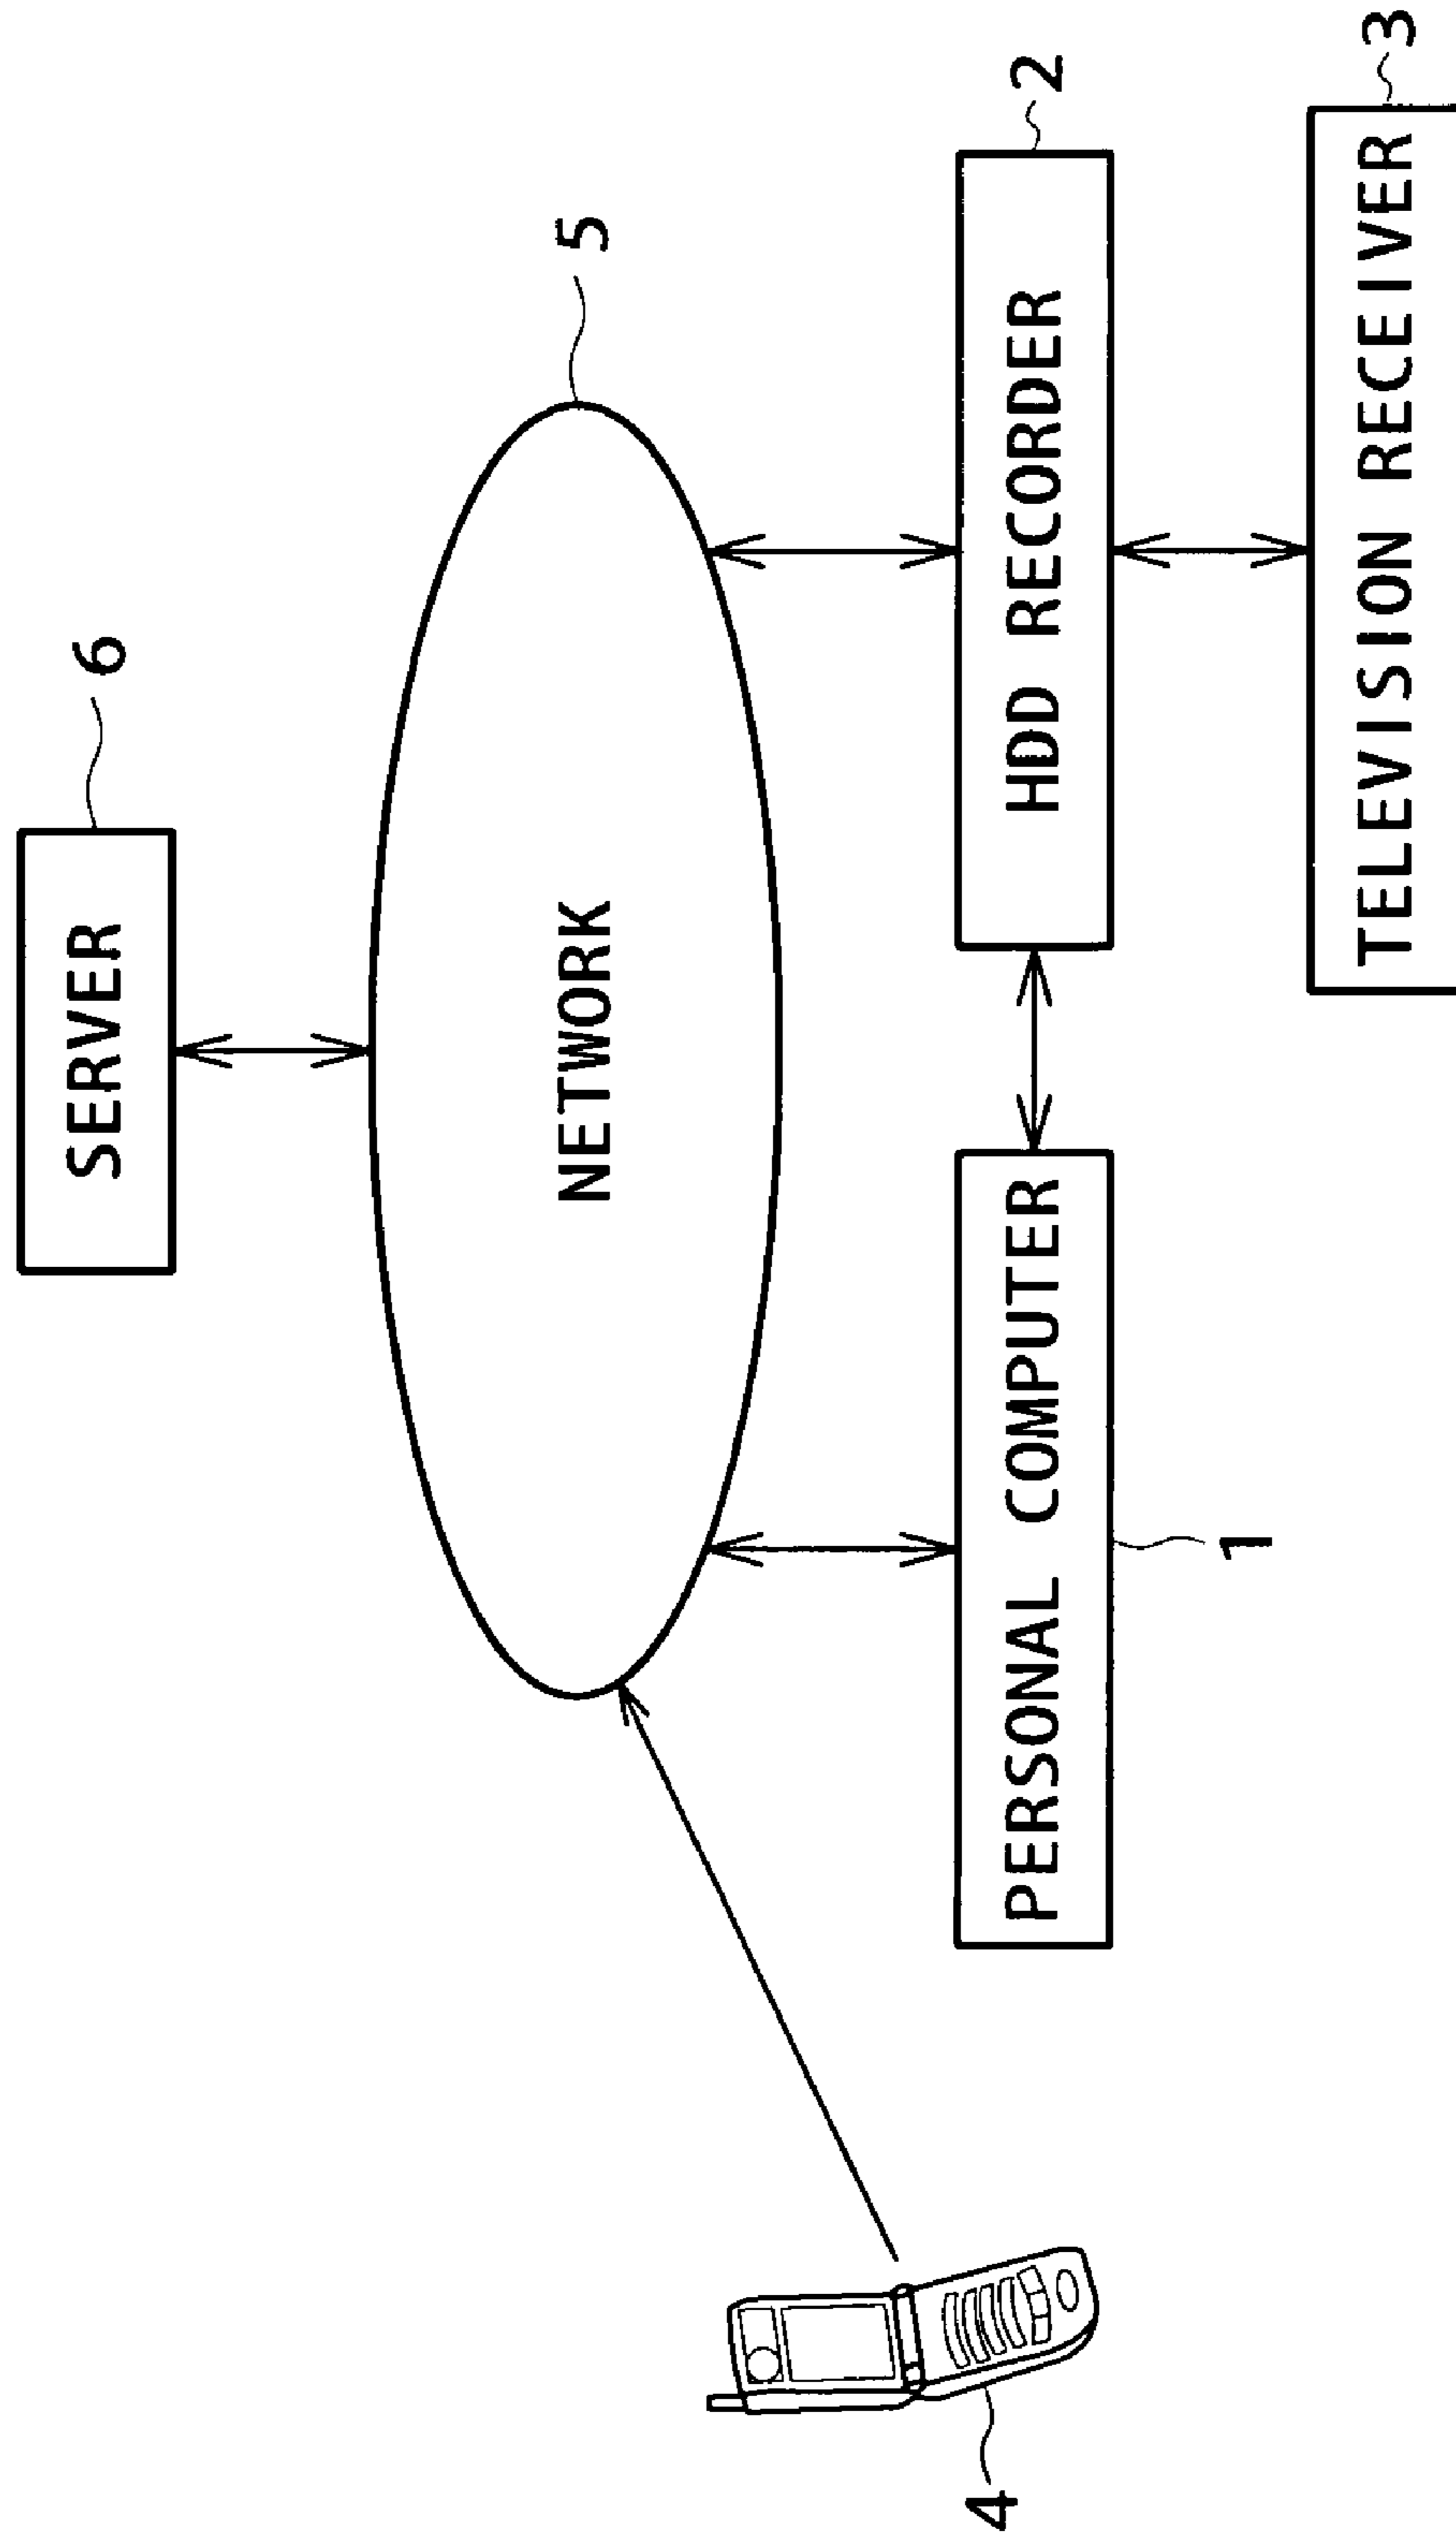 SERVER
6
NETWORK
5
PERSONAL COMPUTER
1
HDD RECORDER
2
TELEVISION RECEIVER
3
4